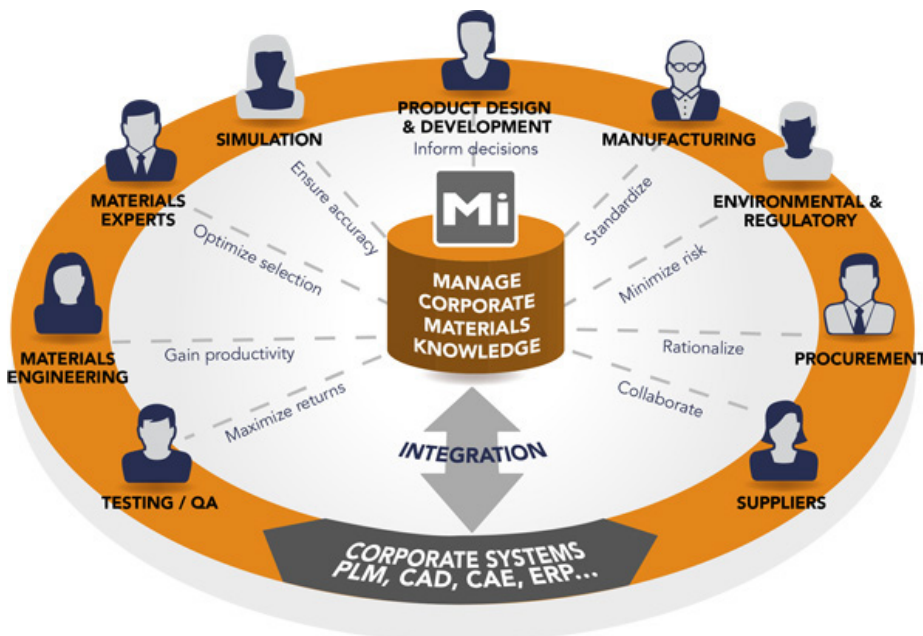 PRODUCT DESIGN
& DEVELOPMENT
Inform decisions
SIMULATION
Ensure accuracy
MANUFACTURING
Standardize
MATERIALS
EXPERTS
Optimize selection
ENVIRONMENTAL &
REGULATORY
Minimize risk
Mi
MANAGE
CORPORATE
MATERIALS
KNOWLEDGE
MATERIALS
ENGINEERING
Gain productivity
Rationalize
PROCUREMENT
Maximize returns
Collaborate
TESTING / QA
INTEGRATION
SUPPLIERS
CORPORATE SYSTEMS
PLM, CAD, CAE, ERP...